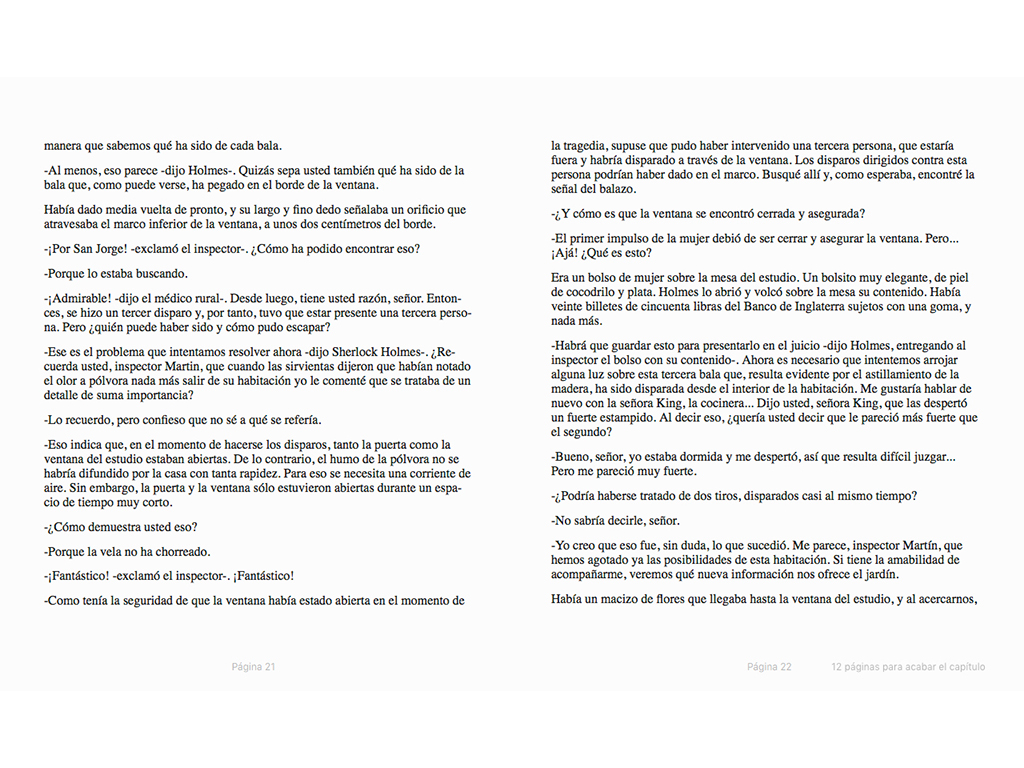 manera que sabemos qué ha sido de cada bala.
-Al menos, eso parece -dijo Holmes-. Quizás sepa usted también qué ha sido de la
bala que, como puede verse, ha pegado en el borde de la ventana.
Había dado media vuelta de pronto, y su largo y fino dedo señalaba un orificio que
atravesaba el marco inferior de la ventana, a unos dos centímetros del borde.
-¡Por San Jorge! -exclamó el inspector-. ¿Cómo ha podido encontrar eso?
-Porque lo estaba buscando.
-¡Admirable! -dijo el médico rural-. Desde luego, tiene usted razón, señor. Enton-
ces, se hizo un tercer disparo y, por tanto, tuvo que estar presente una tercera perso-
na. Pero ¿quién puede haber sido y cómo pudo escapar?
-Ese es el problema que intentamos resolver ahora -dijo Sherlock Holmes-. ¿Re-
cuerda usted, inspector Martin, que cuando las sirvientas dijeron que habían notado
el olor a pólvora nada más salir de su habitación yo le comenté que se trataba de un
detalle de suma importancia?
-Lo recuerdo, pero confieso que no sé a qué se refería.
-Eso indica que, en el momento de hacerse los disparos, tanto la puerta como la
ventana del estudio estaban abiertas. De lo contrario, el humo de la pólvora no se
habría difundido por la casa con tanta rapidez. Para eso se necesita una corriente de
aire. Sin embargo, la puerta y la ventana sólo estuvieron abiertas durante un espa-
cio de tiempo muy corto.
-¿Cómo demuestra usted eso?
-Porque la vela no ha chorreado.
-¡Fantástico! -exclamó el inspector-. ¡Fantástico!
-Como tenía la seguridad de que la ventana había estado abierta en el momento de
Página 21
la tragedia, supuse que pudo haber intervenido una tercera persona, que estaría
fuera y habría disparado a través de la ventana. Los disparos dirigidos contra esta
persona podrían haber dado en el marco. Busqué allí y, como esperaba, encontré la
señal del balazo.
-¿Y cómo es que la ventana se encontró cerrada y asegurada?
-El primer impulso de la mujer debió de ser cerrar y asegurar la ventana. Pero...
¡Ajá! ¿Qué es esto?
Era un bolso de mujer sobre la mesa del estudio. Un bolsito muy elegante, de piel
de cocodrilo y plata. Holmes lo abrió y volcó sobre la mesa su contenido. Había
veinte billetes de cincuenta libras del Banco de Inglaterra sujetos con una goma, y
nada más.
-Habrá que guardar esto para presentarlo en el juicio -dijo Holmes, entregando al
inspector el bolso con su contenido-. Ahora es necesario que intentemos arrojar
alguna luz sobre esta tercera bala que, resulta evidente por el astillamiento de la
madera, ha sido disparada desde el interior de la habitación. Me gustaría hablar de
nuevo con la señora King, la cocinera... Dijo usted, señora King, que las despertó
un fuerte estampido. Al decir eso, ¿quería usted decir que le pareció más fuerte que
el segundo?
-Bueno, señor, yo estaba dormida y me despertó, así que resulta difícil juzgar...
Pero me pareció muy fuerte.
-¿Podría haberse tratado de dos tiros, disparados casi al mismo tiempo?
-No sabría decirle, señor.
-Yo creo que eso fue, sin duda, lo que sucedió. Me parece, inspector Martín, que
hemos agotado ya las posibilidades de esta habitación. Si tiene la amabilidad de
acompañarme, veremos qué nueva información nos ofrece el jardín.
Había un macizo de flores que llegaba hasta la ventana del estudio, y al acercarnos,
Página 22
12 páginas para acabar el capítulo